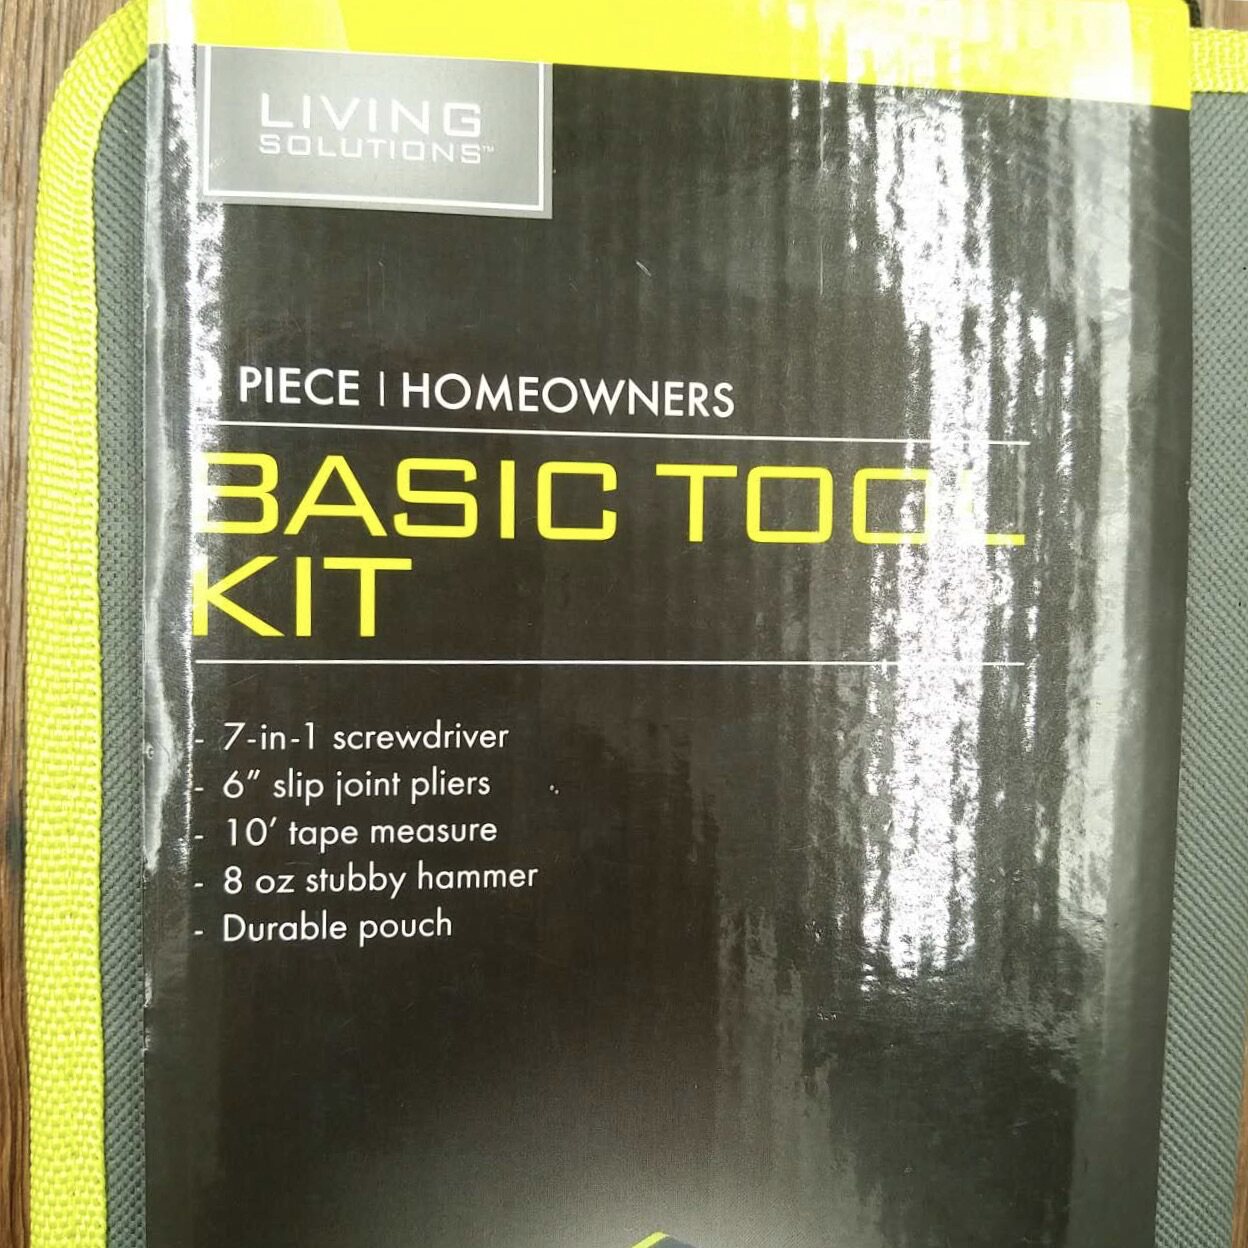 LIVING
SOLUTIONS™
PIECE | HOMEOWNERS
BASIC TOOL
KIT
- 7-in-1 screwdriver
- 6” slip joint pliers
- 10’ tape measure
- 8 oz stubby hammer
- Durable pouch